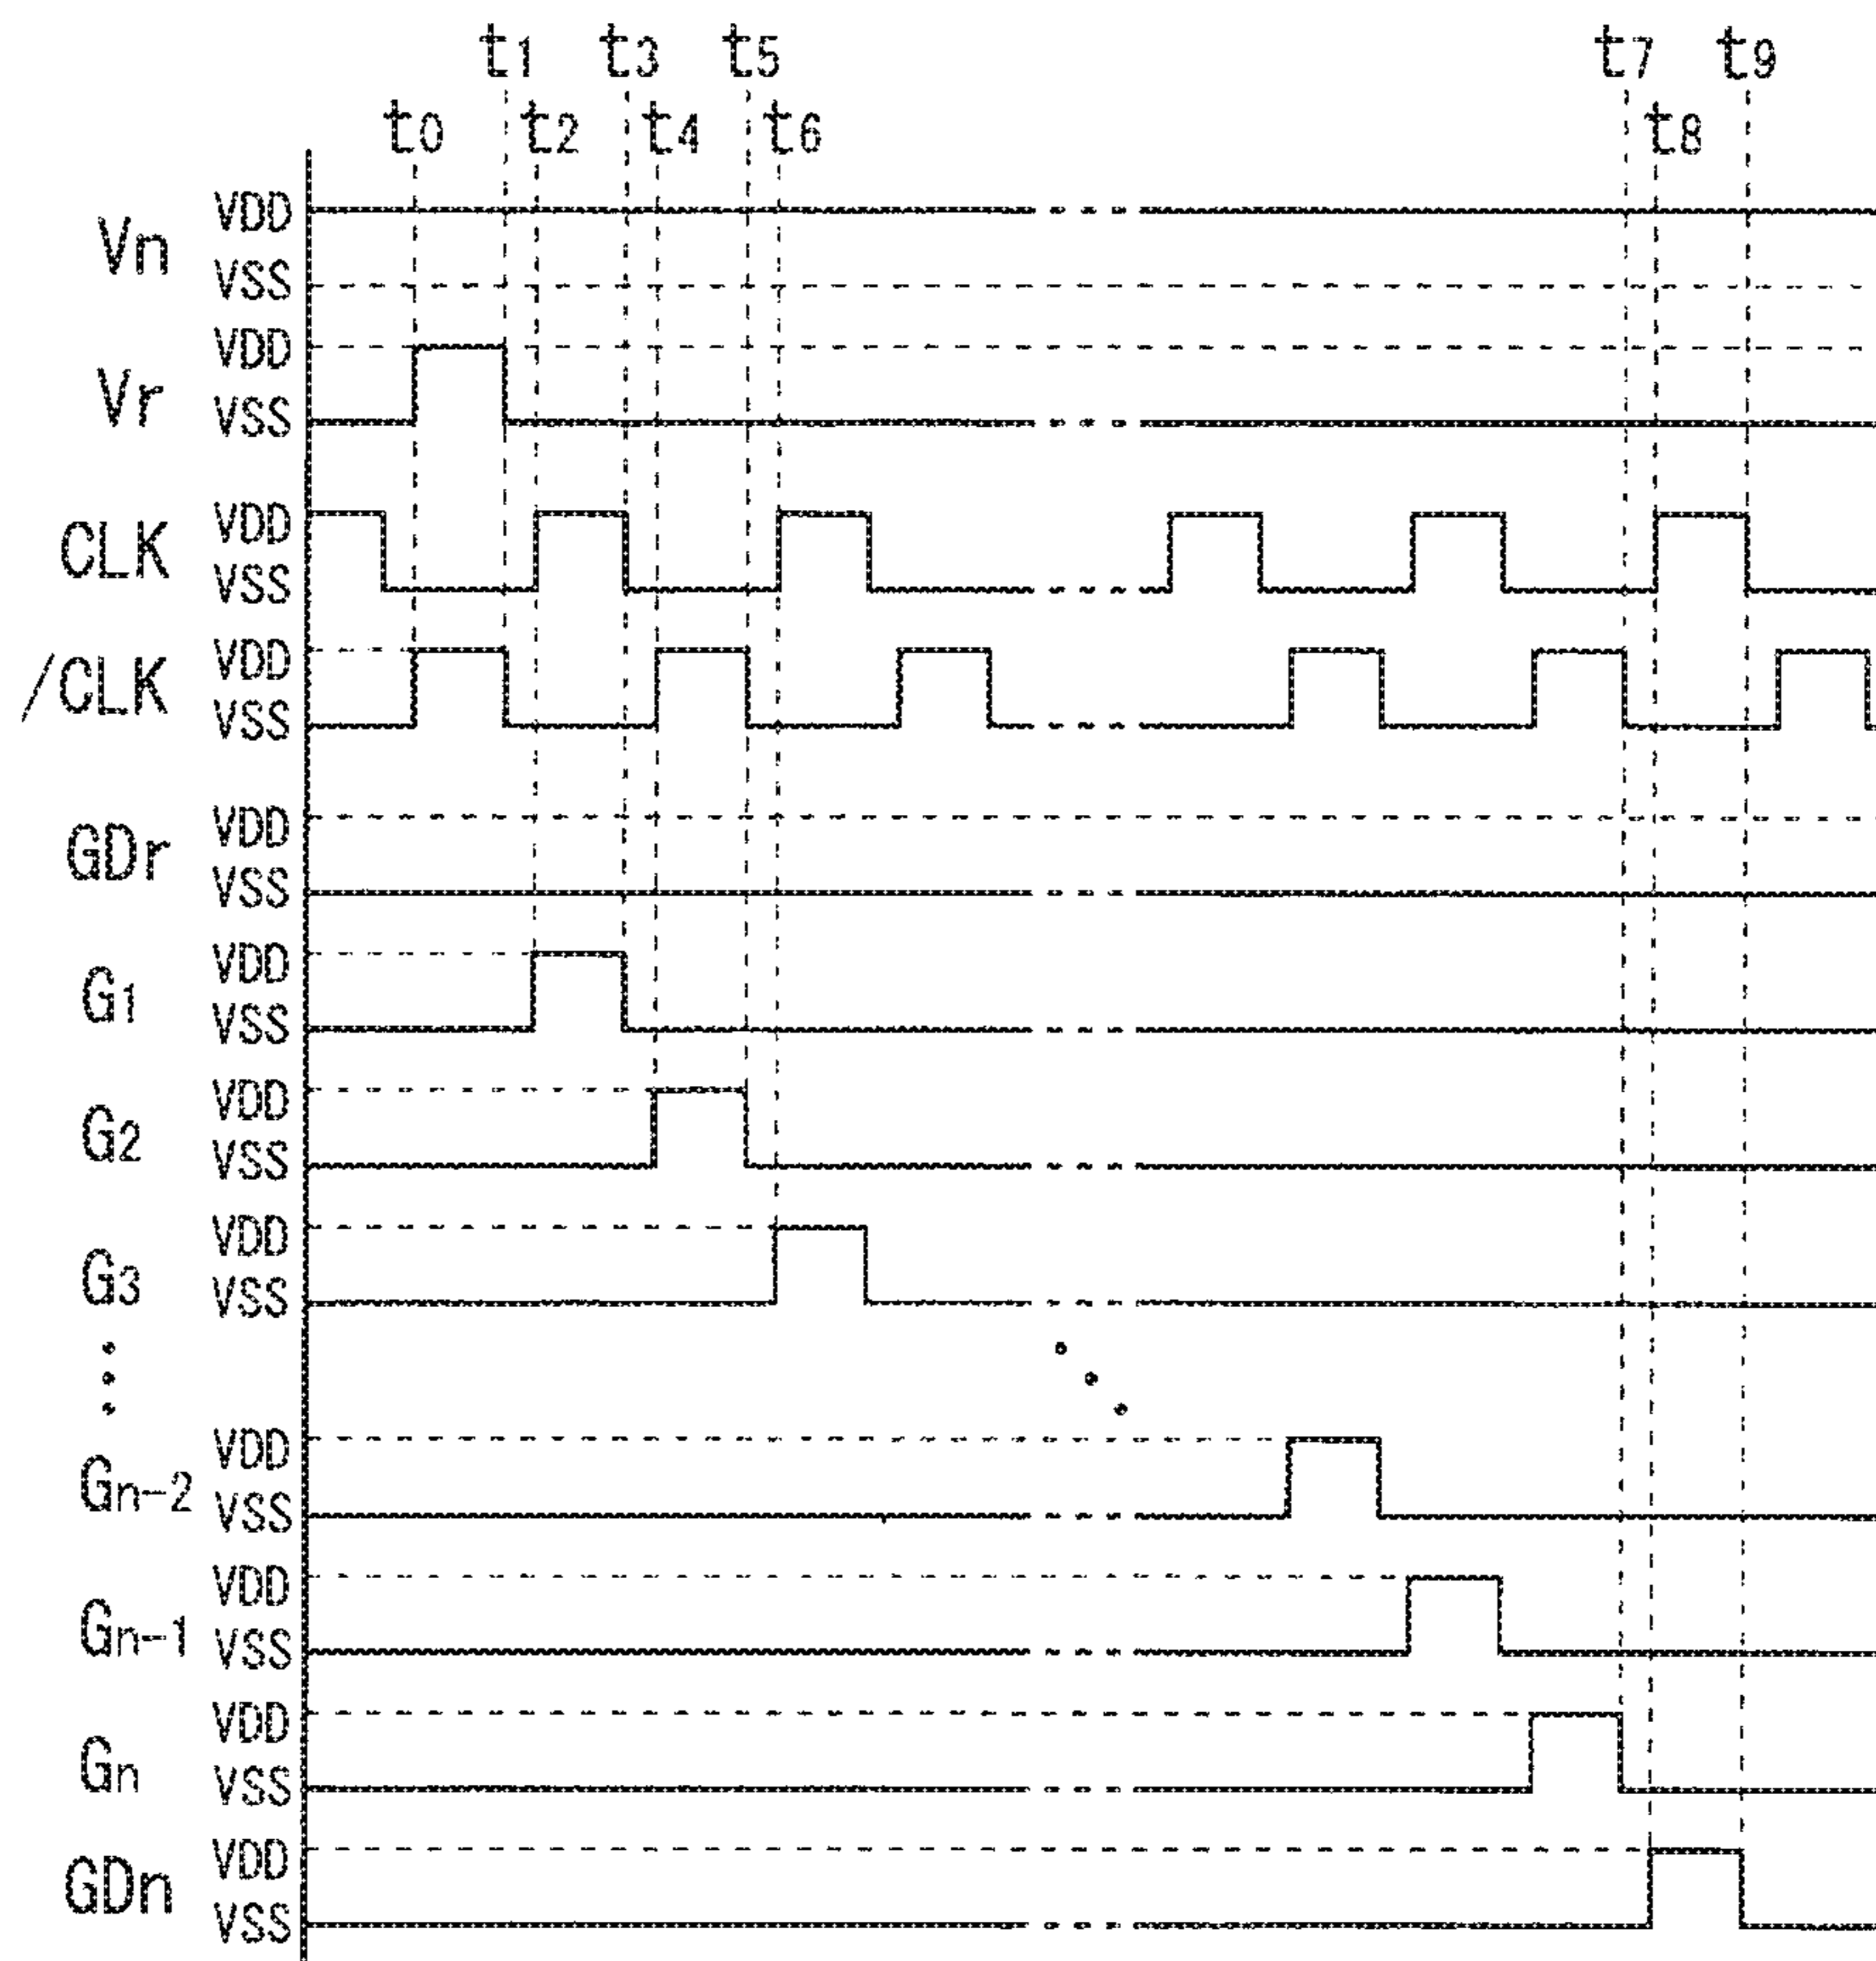 t1 t3 t5 t7 t9
t0 t2 t4 t6 t8
Vn VDD
VSS
Vr VDD
VSS
CLK VDD
VSS
/CLK VDD
VSS
GDr VDD
VSS
G1 VDD
VSS
G2 VDD
VSS
G3 VDD
VSS
Gn-2 VDD
VSS
Gn-1 VDD
VSS
Gn VDD
VSS
GDn VDD
VSS